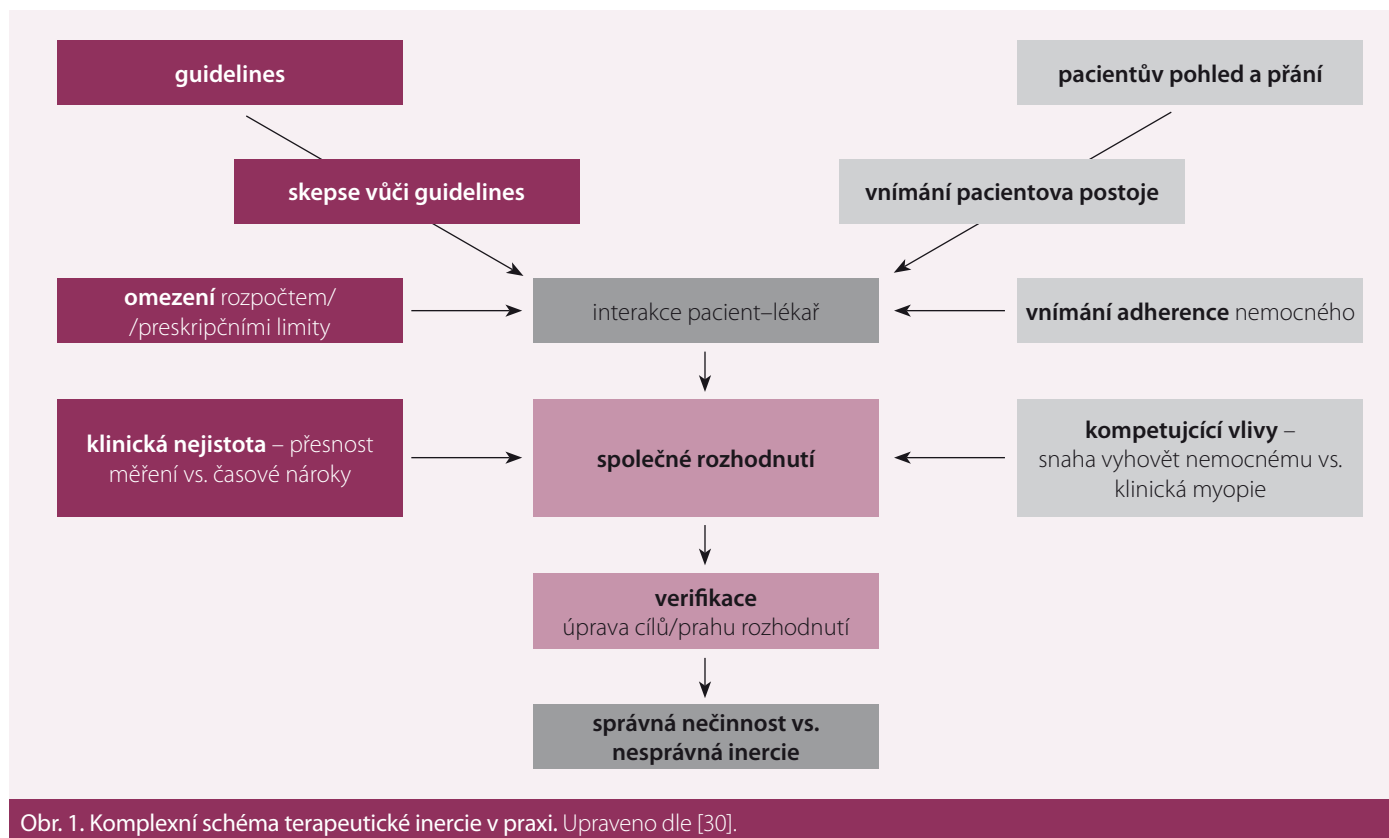 guidelines
pacientův pohled a přání
skepse vůči guidelines
vnímání pacientova postoje
omezení rozpočtem/
/preskripčními limity
interakce pacient–lékař
vnímání adherence nemocného
klinická nejistota – přesnost
měření vs. časové nároky
společné rozhodnutí
kompetujcící vlivy –
snaha vyhovět nemocnému vs.
klinická myopie
verifikace
úprava cílů/prahu rozhodnutí
správná nečinnost vs.
nesprávná inercie
Obr. 1. Komplexní schéma terapeutické inercie v praxi. Upraveno dle [30].